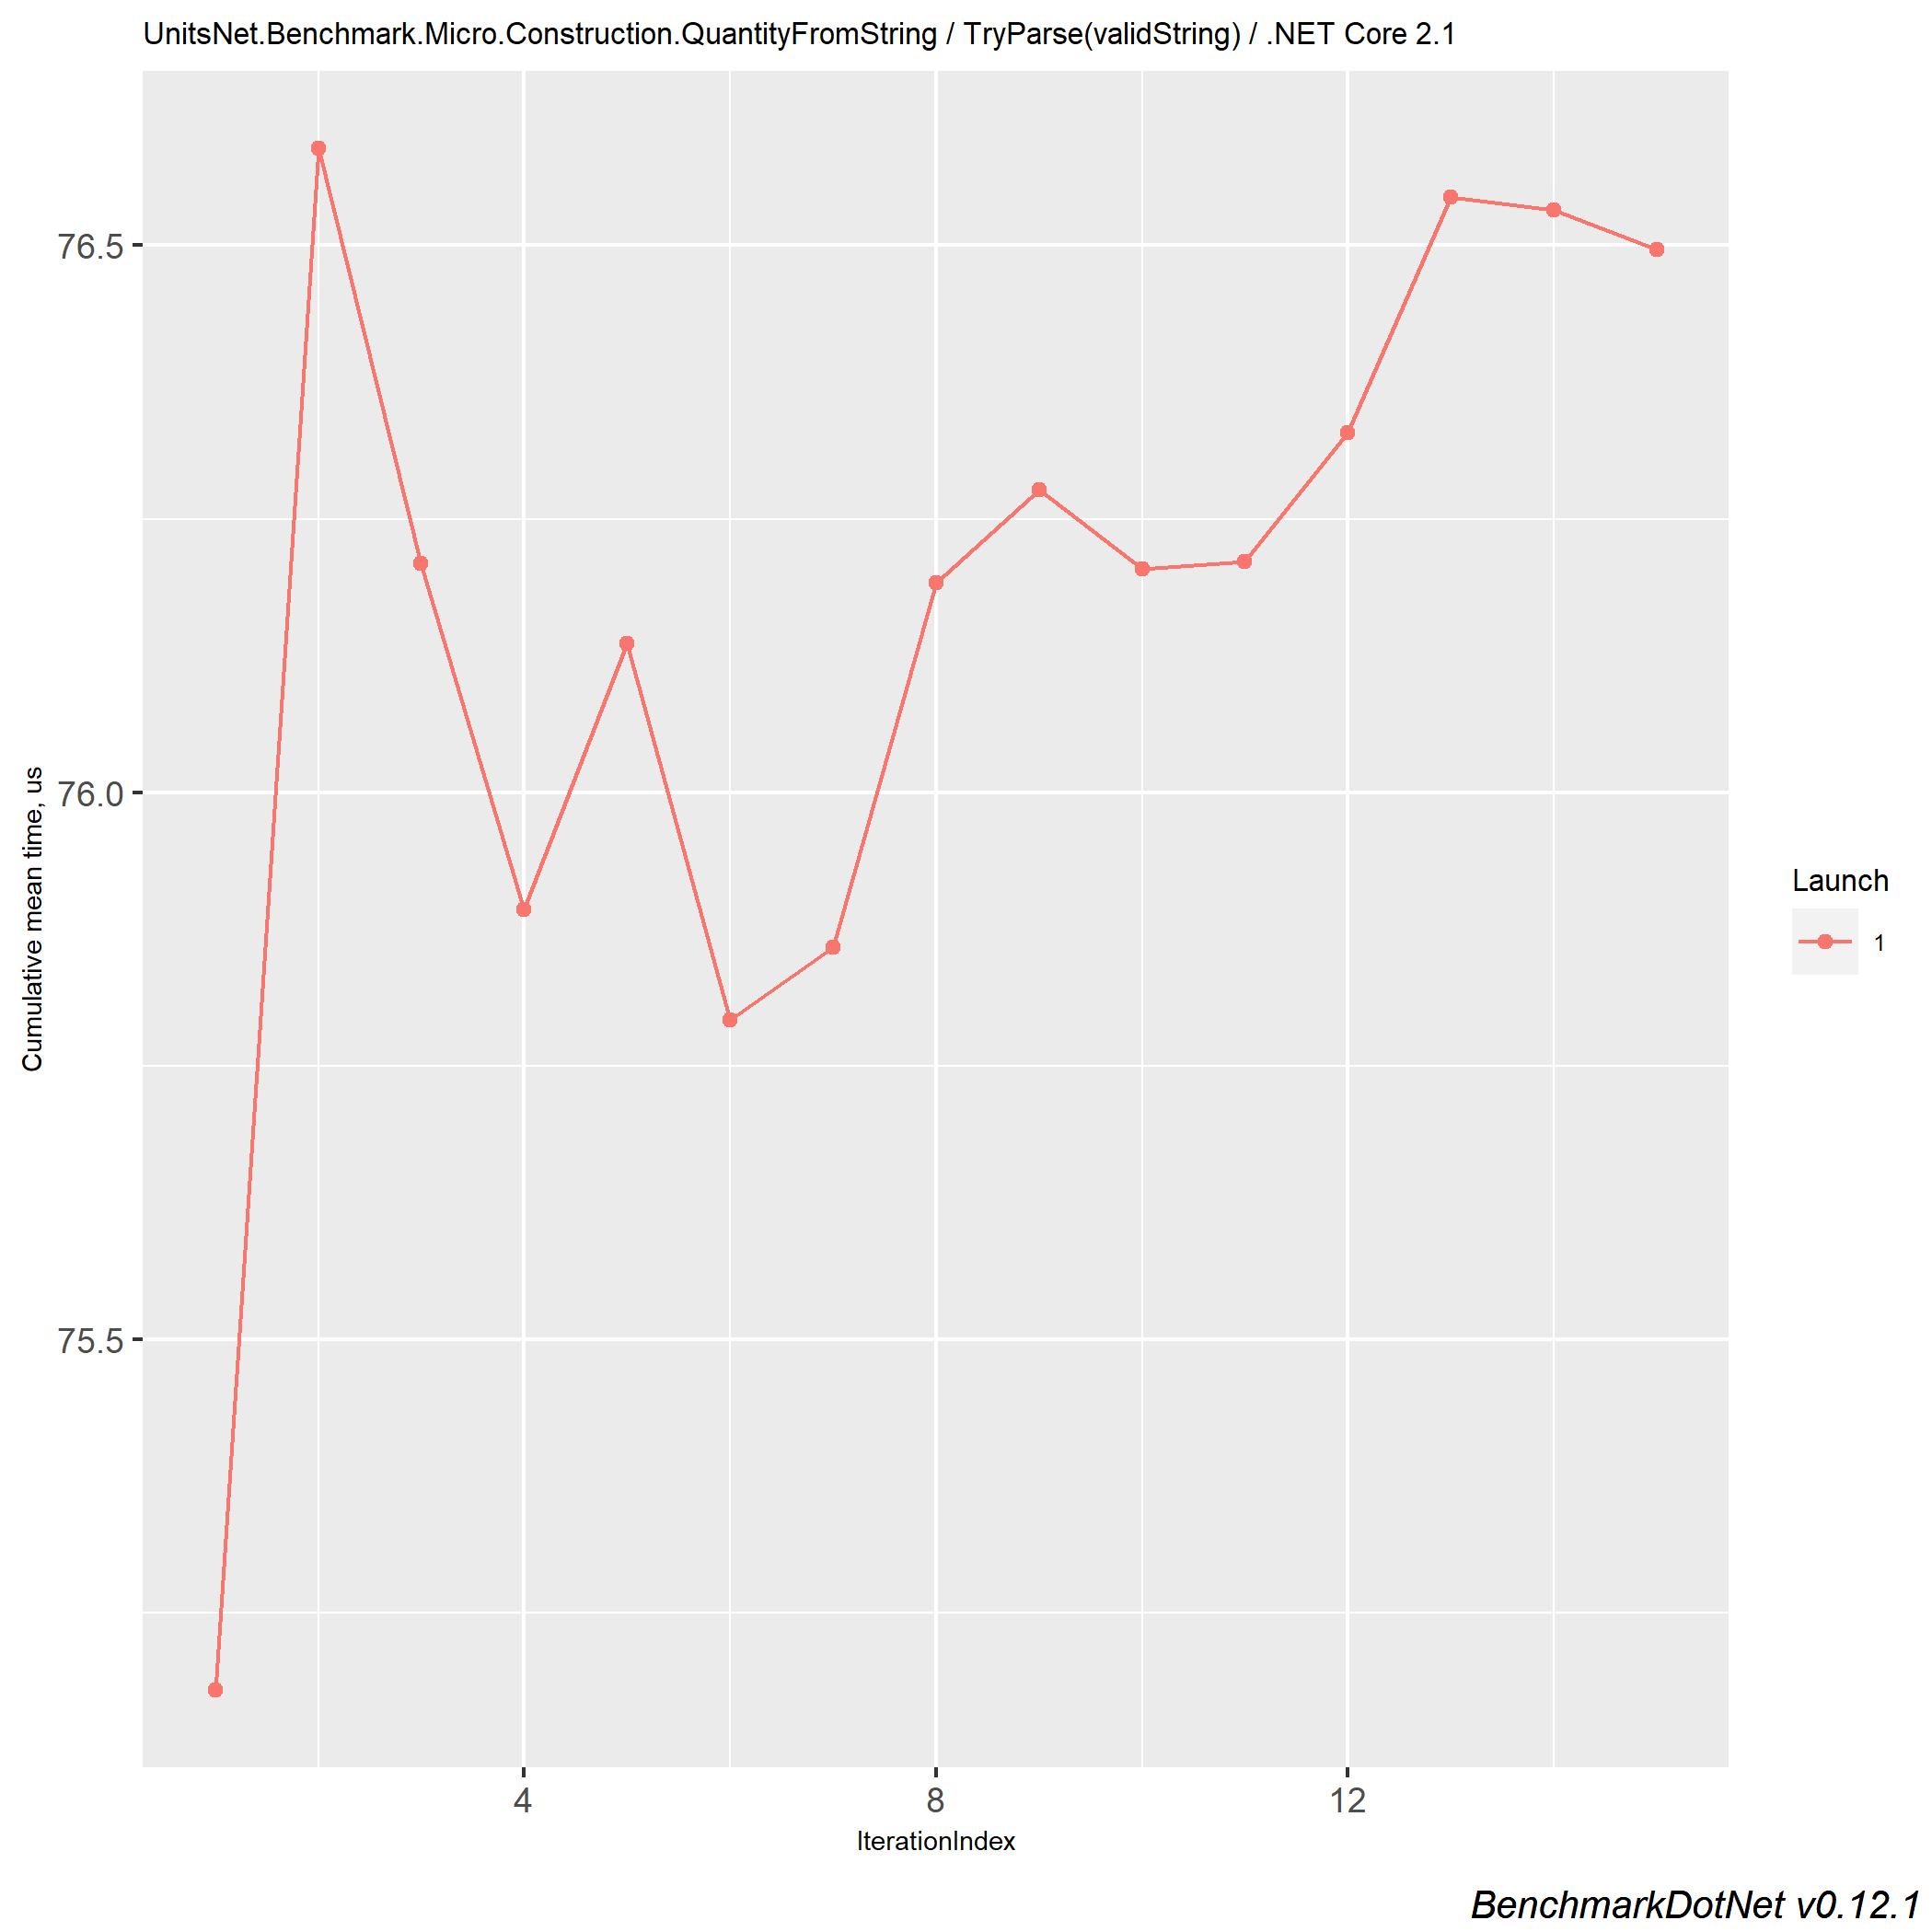 UnitsNet.Benchmark.Micro.Construction.QuantityFromString / TryParse(validString) / .NET Core 2.1
76.5
76.0
75.5
Cumulative mean time, us
4
8
12
IterationIndex
Launch
1
BenchmarkDotNet v0.12.1